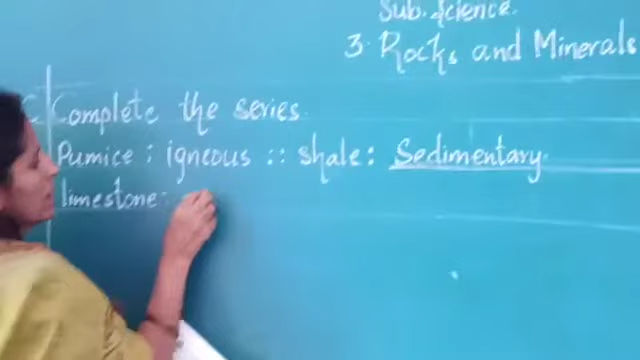 Sub. Science.
3. Rocks and Minerals
C Complete the series.
Pumice : igneous :: shale : Sedimentary.
limestone :